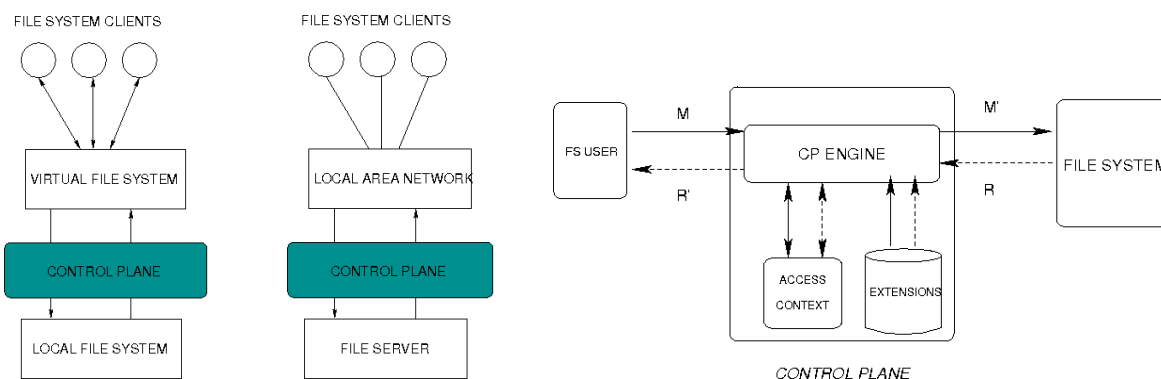 FILE SYSTEM CLIENTS
VIRTUAL FILE SYSTEM
CONTROL PLANE
LOCAL FILE SYSTEM
FILE SYSTEM CLIENTS
LOCAL AREA NETWORK
CONTROL PLANE
FILE SERVER
FS USER
M
R'
CP ENGINE
ACCESS
CONTEXT
EXTENSIONS
M'
R
FILE SYSTEM
CONTROL PLANE